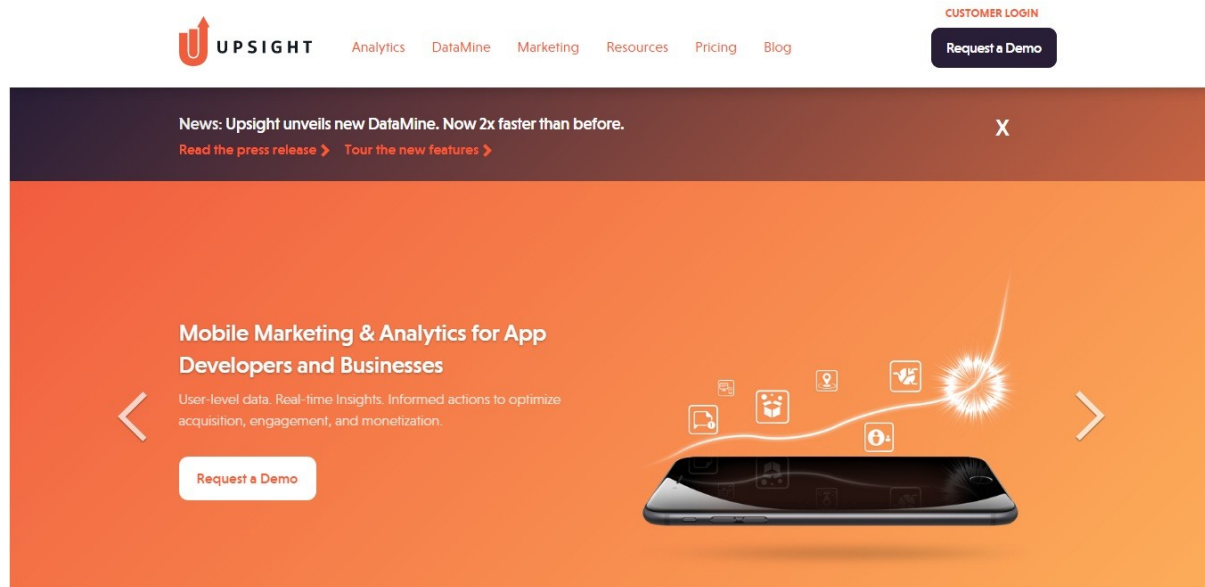 CUSTOMER LOGIN
UPSIGHT Analytics DataMine Marketing Resources Pricing Blog Request a Demo
News: Upsight unveils new DataMine. Now 2x faster than before. X
Read the press release Tour the new features
Mobile Marketing & Analytics for App
Developers and Businesses
User-level data. Real-time Insights. Informed actions to optimize
acquisition, engagement, and monetization.
Request a Demo